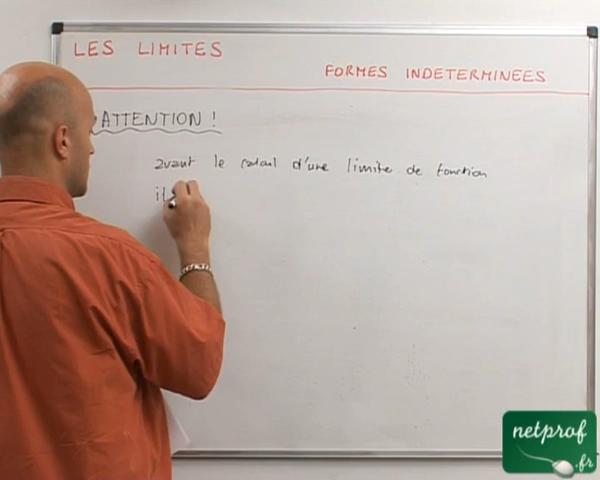 LES LIMITES
FORMES INDETERMINEES
ATTENTION !
avant le calcul d'une limite de fonction
il
netprof
.fr